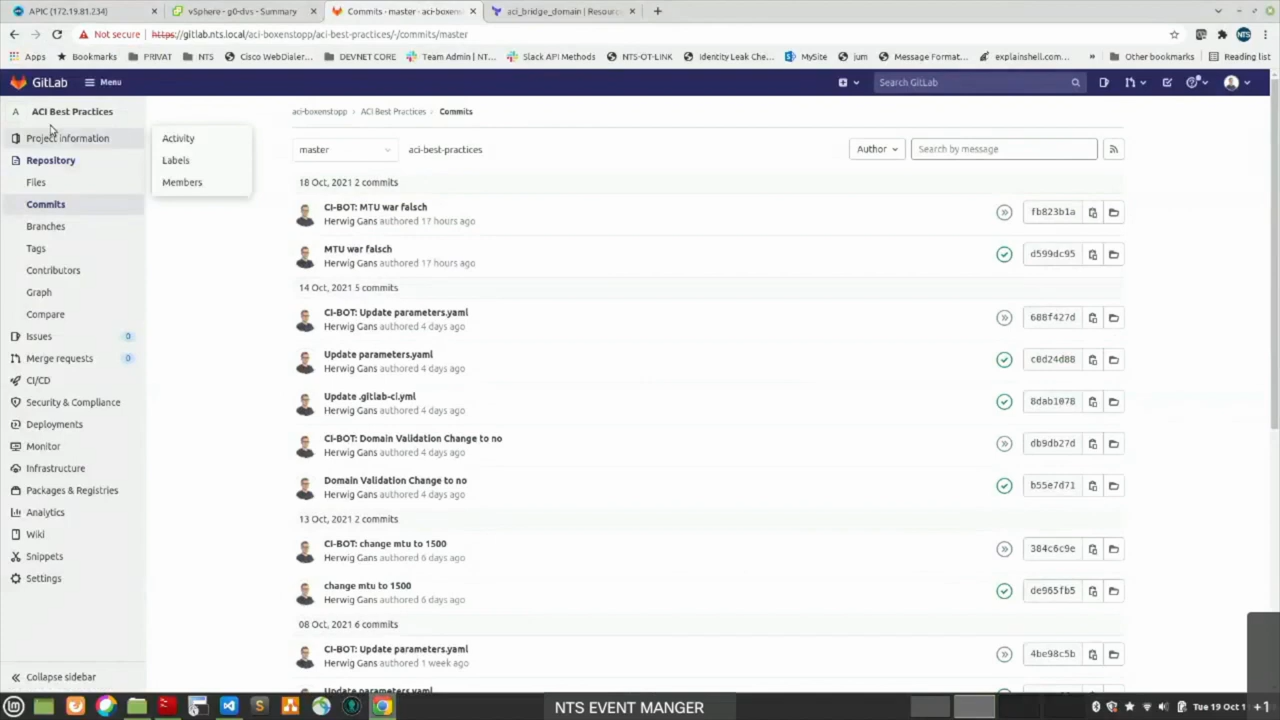 APIC (172.19.81.234)
vSphere - g0-dvs - Summary
Commits · master · aci-boxenst
aci_bridge_domain | Resour
Not secure
https://gitlab.nts.local/aci-boxenstopp/aci-best-practices/-/commits/master
NTS
Apps
Bookmarks
PRIVAT
NTS
Cisco WebDialer...
DEVNET CORE
Team Admin | NT...
Slack API Methods
NTS-OT-LINK
Identity Leak Che...
MySite
jum
Message Format...
explainshell.com...
»
Other bookmarks
Reading list
GitLab
Menu
Search GitLab
A
ACI Best Practices
Project information
Repository
Files
Commits
Branches
Tags
Contributors
Graph
Compare
Issues
0
Merge requests
0
CI/CD
Security & Compliance
Deployments
Monitor
Infrastructure
Packages & Registries
Analytics
Wiki
Snippets
Settings
Collapse sidebar
Activity
Labels
Members
aci-boxenstopp › ACI Best Practices › Commits
master
aci-best-practices
Author
Search by message
18 Oct, 2021 2 commits
CI-BOT: MTU war falsch
Herwig Gans authored 17 hours ago
fb823b1a
MTU war falsch
Herwig Gans authored 17 hours ago
d599dc95
14 Oct, 2021 5 commits
CI-BOT: Update parameters.yaml
Herwig Gans authored 4 days ago
688f427d
Update parameters.yaml
Herwig Gans authored 4 days ago
c0d24d88
Update .gitlab-ci.yml
Herwig Gans authored 4 days ago
8dab1078
CI-BOT: Domain Validation Change to no
Herwig Gans authored 4 days ago
db9db27d
Domain Validation Change to no
Herwig Gans authored 4 days ago
b55e7d71
13 Oct, 2021 2 commits
CI-BOT: change mtu to 1500
Herwig Gans authored 6 days ago
384c6c9e
change mtu to 1500
Herwig Gans authored 6 days ago
de965fb5
08 Oct, 2021 6 commits
CI-BOT: Update parameters.yaml
Herwig Gans authored 1 week ago
4be98c5b
Update parameters.yaml
NTS EVENT MANGER
Tue 19 Oct 1
+1